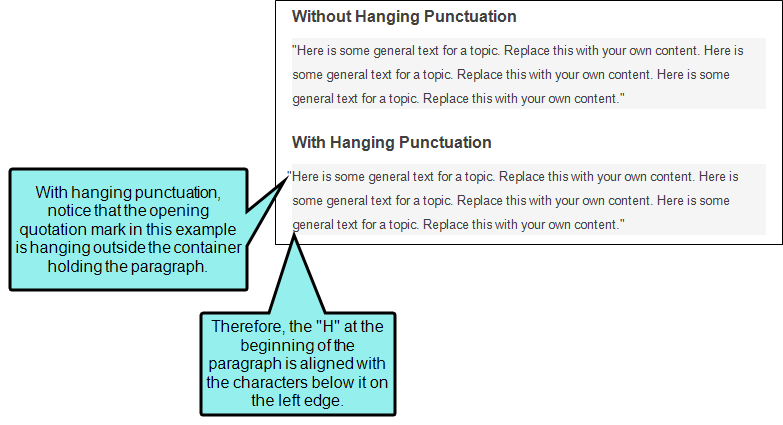 Without Hanging Punctuation
"Here is some general text for a topic. Replace this with your own content. Here is
some general text for a topic. Replace this with your own content. Here is some
general text for a topic. Replace this with your own content."
With Hanging Punctuation
"Here is some general text for a topic. Replace this with your own content. Here is
some general text for a topic. Replace this with your own content. Here is some
general text for a topic. Replace this with your own content."
With hanging punctuation,
notice that the opening
quotation mark in this example
is hanging outside the container
holding the paragraph.
Therefore, the "H" at the
beginning of the
paragraph is aligned with
the characters below it on
the left edge.